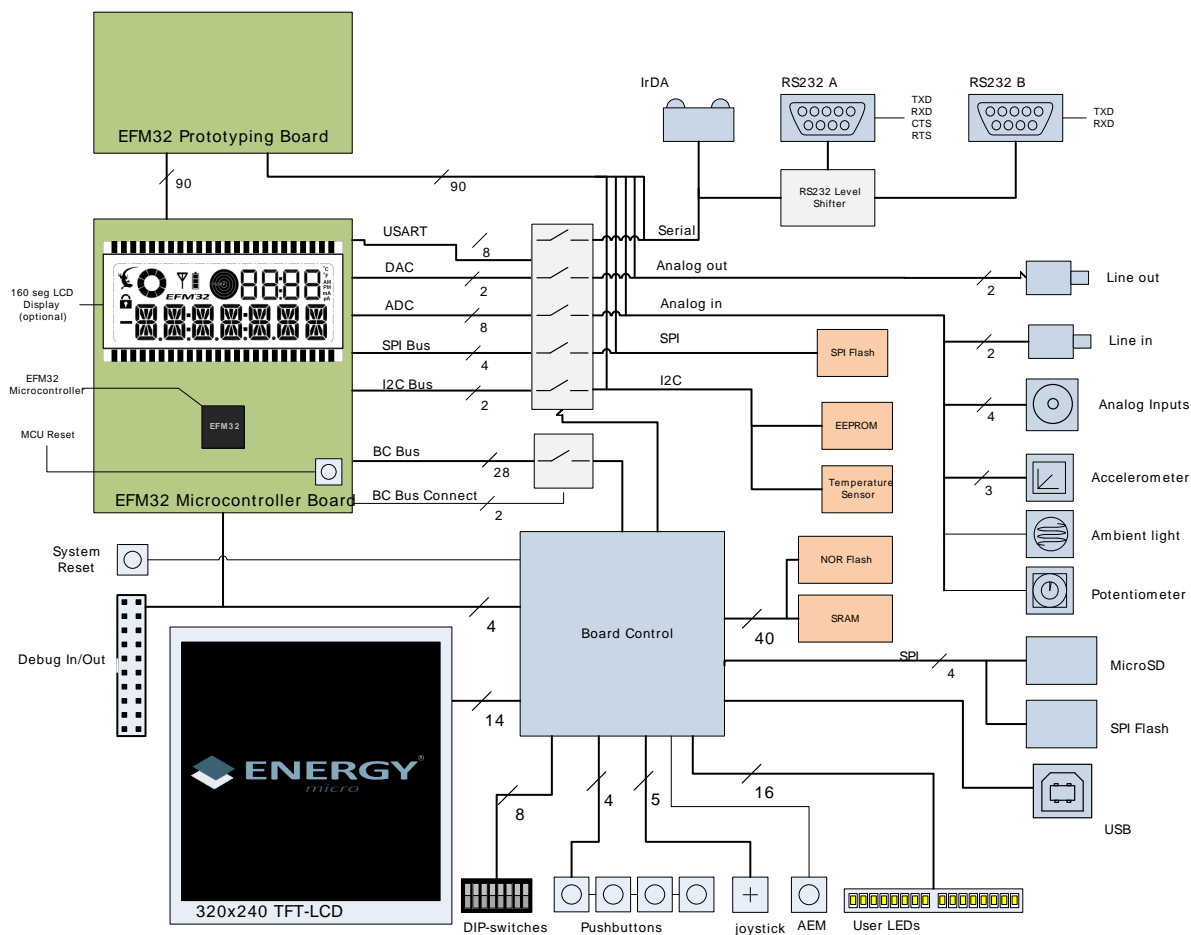 EFM32 Prototyping Board
IrDA
RS232 A
RS232 B
TXD
RXD
CTS
RTS
TXD
RXD
90
90
RS232 Level
Shifter
USART
8
Serial
DAC
2
Analog out
2
Line out
160 seg LCD
Display
(optional)
EFM32
°C
°F
AM
PM
mA
µA
ADC
8
Analog in
SPI Bus
4
SPI
SPI Flash
2
Line in
EFM32
Microcontroller
I2C Bus
2
I2C
4
Analog Inputs
EFM32
EEPROM
MCU Reset
BC Bus
28
Temperature
Sensor
3
Accelerometer
EFM32 Microcontroller Board
BC Bus Connect
2
Ambient light
System
Reset
NOR Flash
Potentiometer
4
Board Control
40
SRAM
Debug In/Out
SPI
4
MicroSD
14
SPI Flash
ENERGY®
micro
8
4
5
16
USB
320x240 TFT-LCD
DIP-switches
Pushbuttons
joystick
AEM
User LEDs